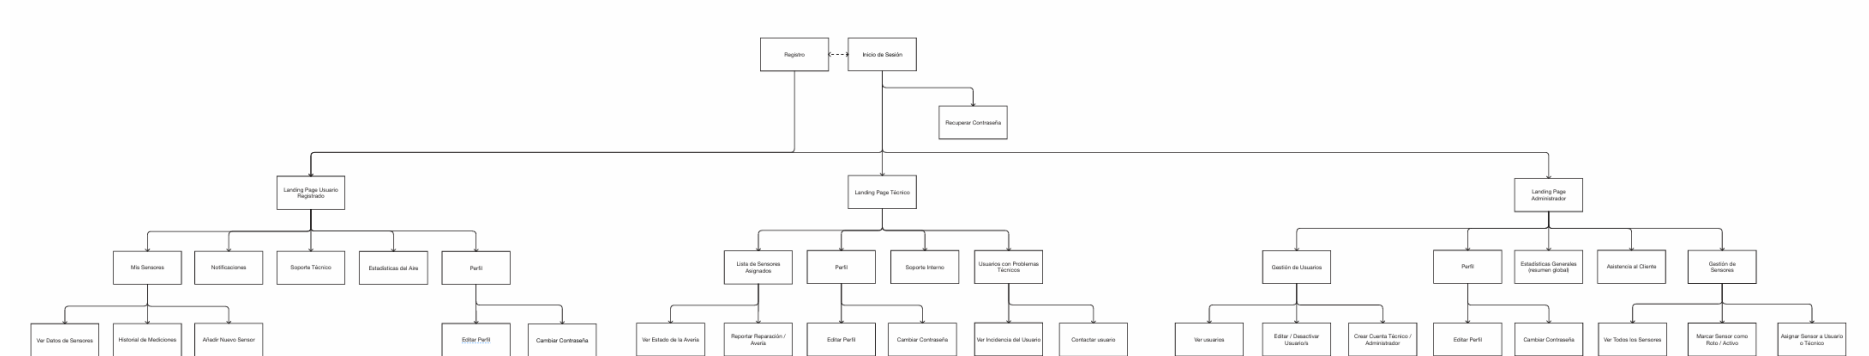 Registro
Inicio de Sesión
Recuperar Contraseña
Landing Page Usuario
Registrado
Landing Page Técnico
Landing Page
Administrador
Mis Sensores
Notificaciones
Soporte Técnico
Estadísticas del Aire
Perfil
Lista de Sensores
Asignados
Perfil
Soporte Interno
Usuarios con Problemas
Técnicos
Gestión de Usuarios
Perfil
Estadísticas Generales
(resumen global)
Asistencia al Cliente
Gestión de
Sensores
Ver Datos de Sensores
Historial de Mediciones
Añadir Nuevo Sensor
Editar Perfil
Cambiar Contraseña
Ver Estado de la Avería
Reportar Reparación /
Avería
Editar Perfil
Cambiar Contraseña
Ver Incidencia del Usuario
Contactar usuario
Ver usuarios
Editar / Desactivar
Usuario/s
Crear Cuenta Técnico /
Administrador
Editar Perfil
Cambiar Contraseña
Ver Todos los Sensores
Marcar Sensor como
Roto / Activo
Asignar Sensor a Usuario
o Técnico